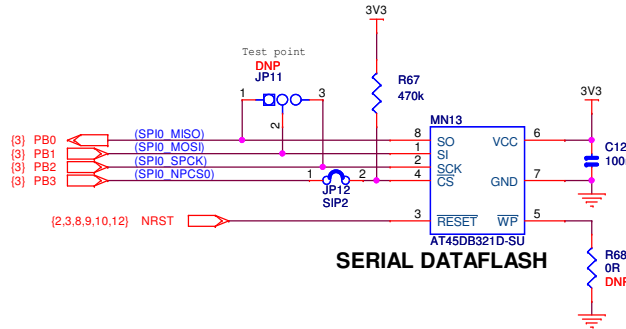 3V3
Test point
DNP
JP11
1
3
2
R67
470k
MN13
3V3
{3} PB0
(SPI0_MISO)
8
SO
VCC
6
{3} PB1
(SPI0_MOSI)
1
SI
{3} PB2
(SPI0_SPCK)
2
SCK
{3} PB3
(SPI0_NPCS0)
1
2
4
CS
GND
7
C12
100
JP12
SIP2
{2,3,8,9,10,12} NRST
3
RESET
WP
5
AT45DB321D-SU
SERIAL DATAFLASH
R68
0R
DNP